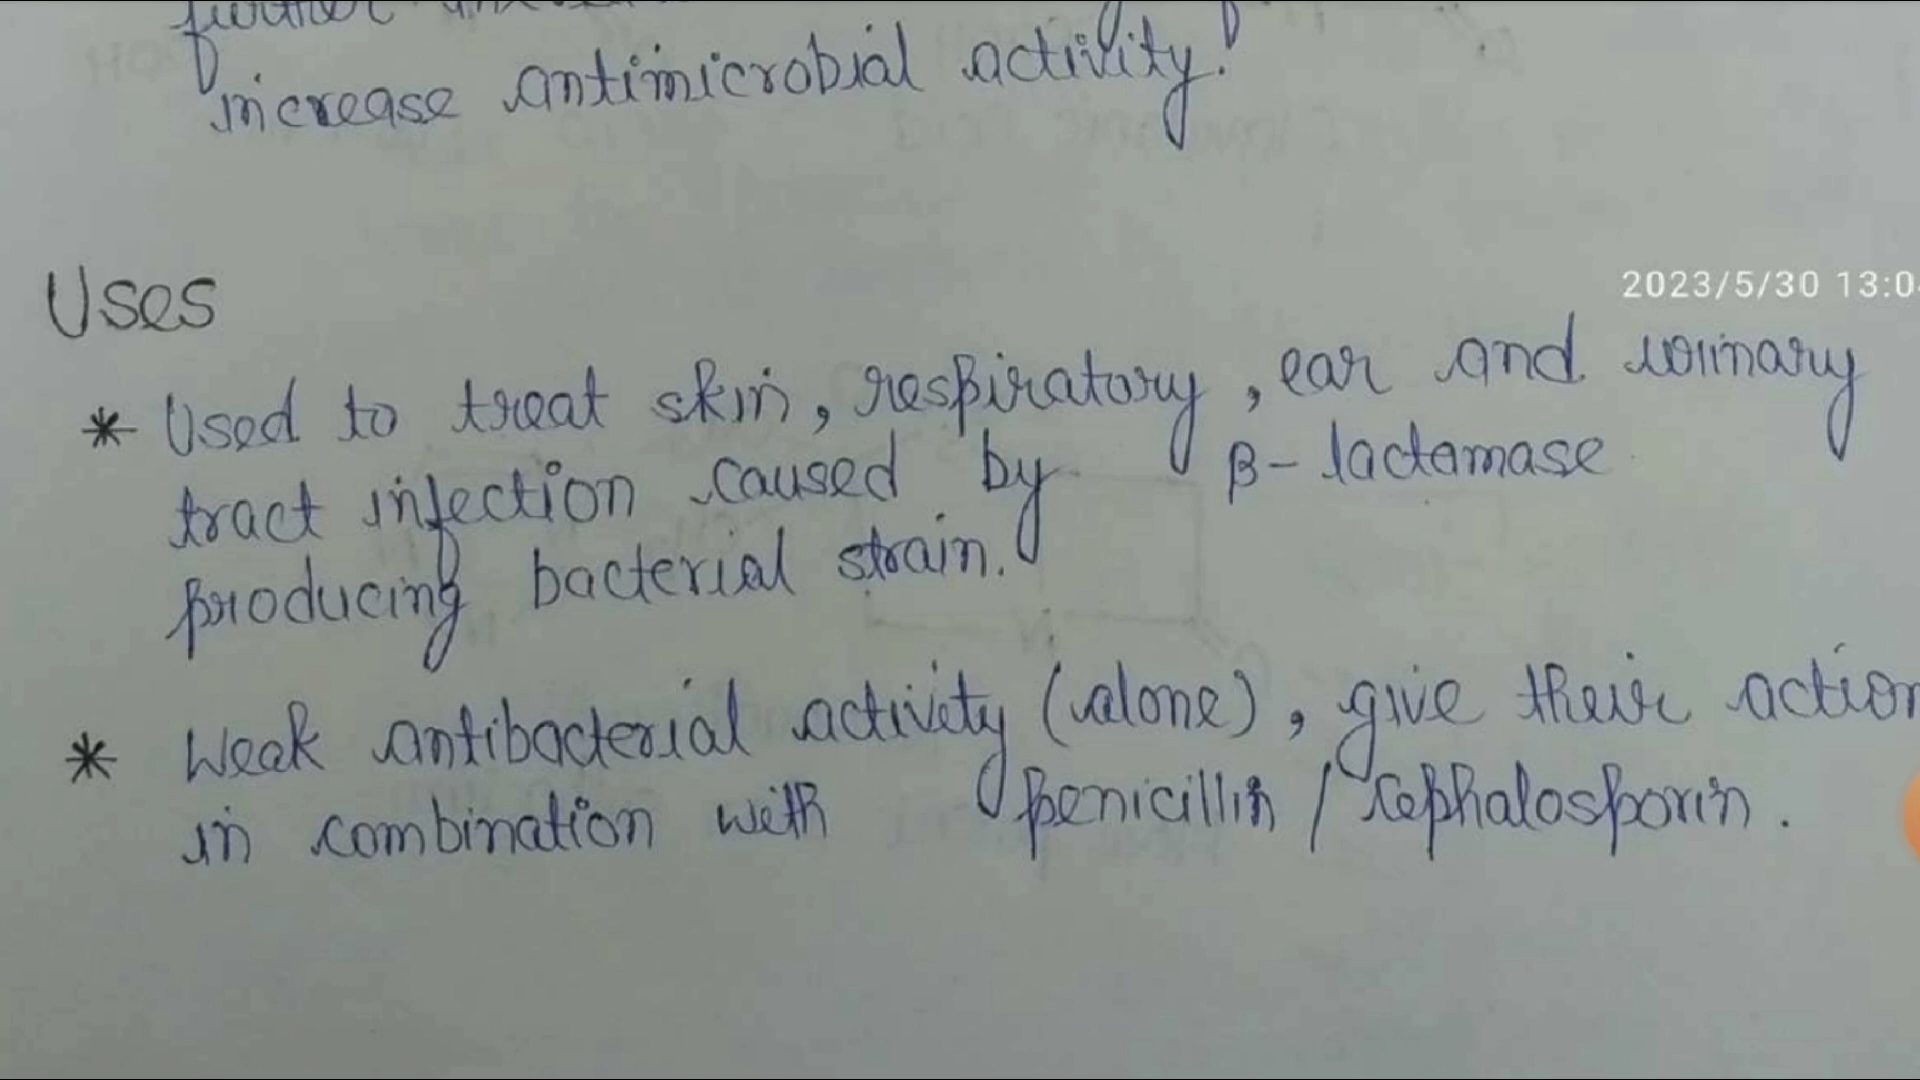 further
increase antimicrobial activity.
Uses
2023/5/30 13:0
* Used to treat skin, respiratory, ear and urinary
tract infection caused by β- lactamase
producing bacterial strain.
* Weak antibacterial activity (alone), give their action
in combination with penicillin / cephalosporin.